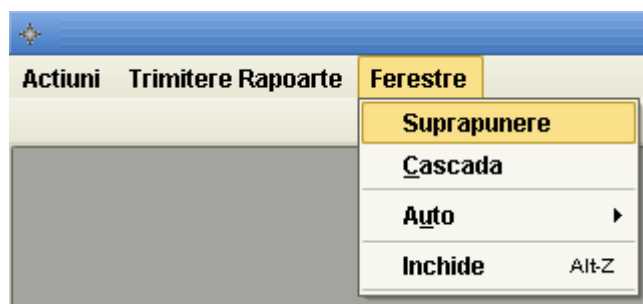 Actiuni Trimitere Rapoarte Ferestre
Suprapunere
Cascada
Auto
Inchide Alt-Z